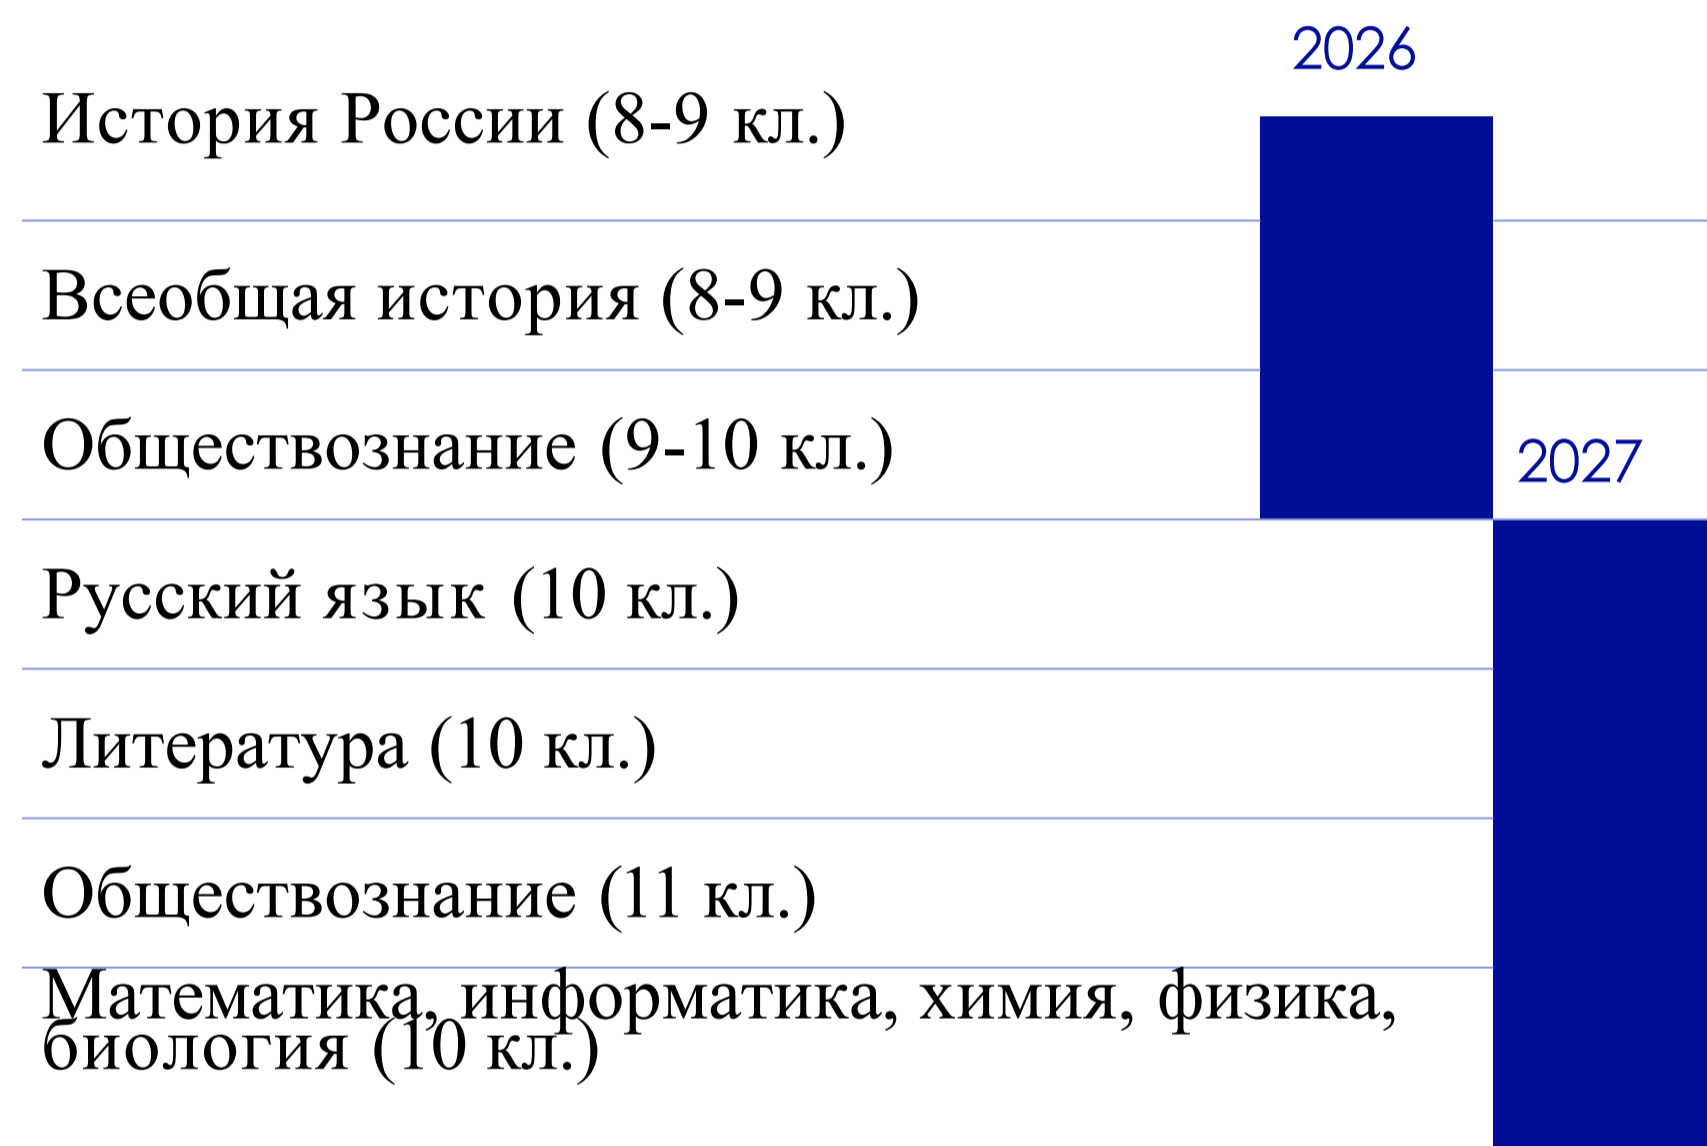 2026
История России (8-9 кл.)
Всеобщая история (8-9 кл.)
Обществознание (9-10 кл.)
2027
Русский язык (10 кл.)
Литература (10 кл.)
Обществознание (11 кл.)
Математика, информатика, химия, физика,
биология (10 кл.)